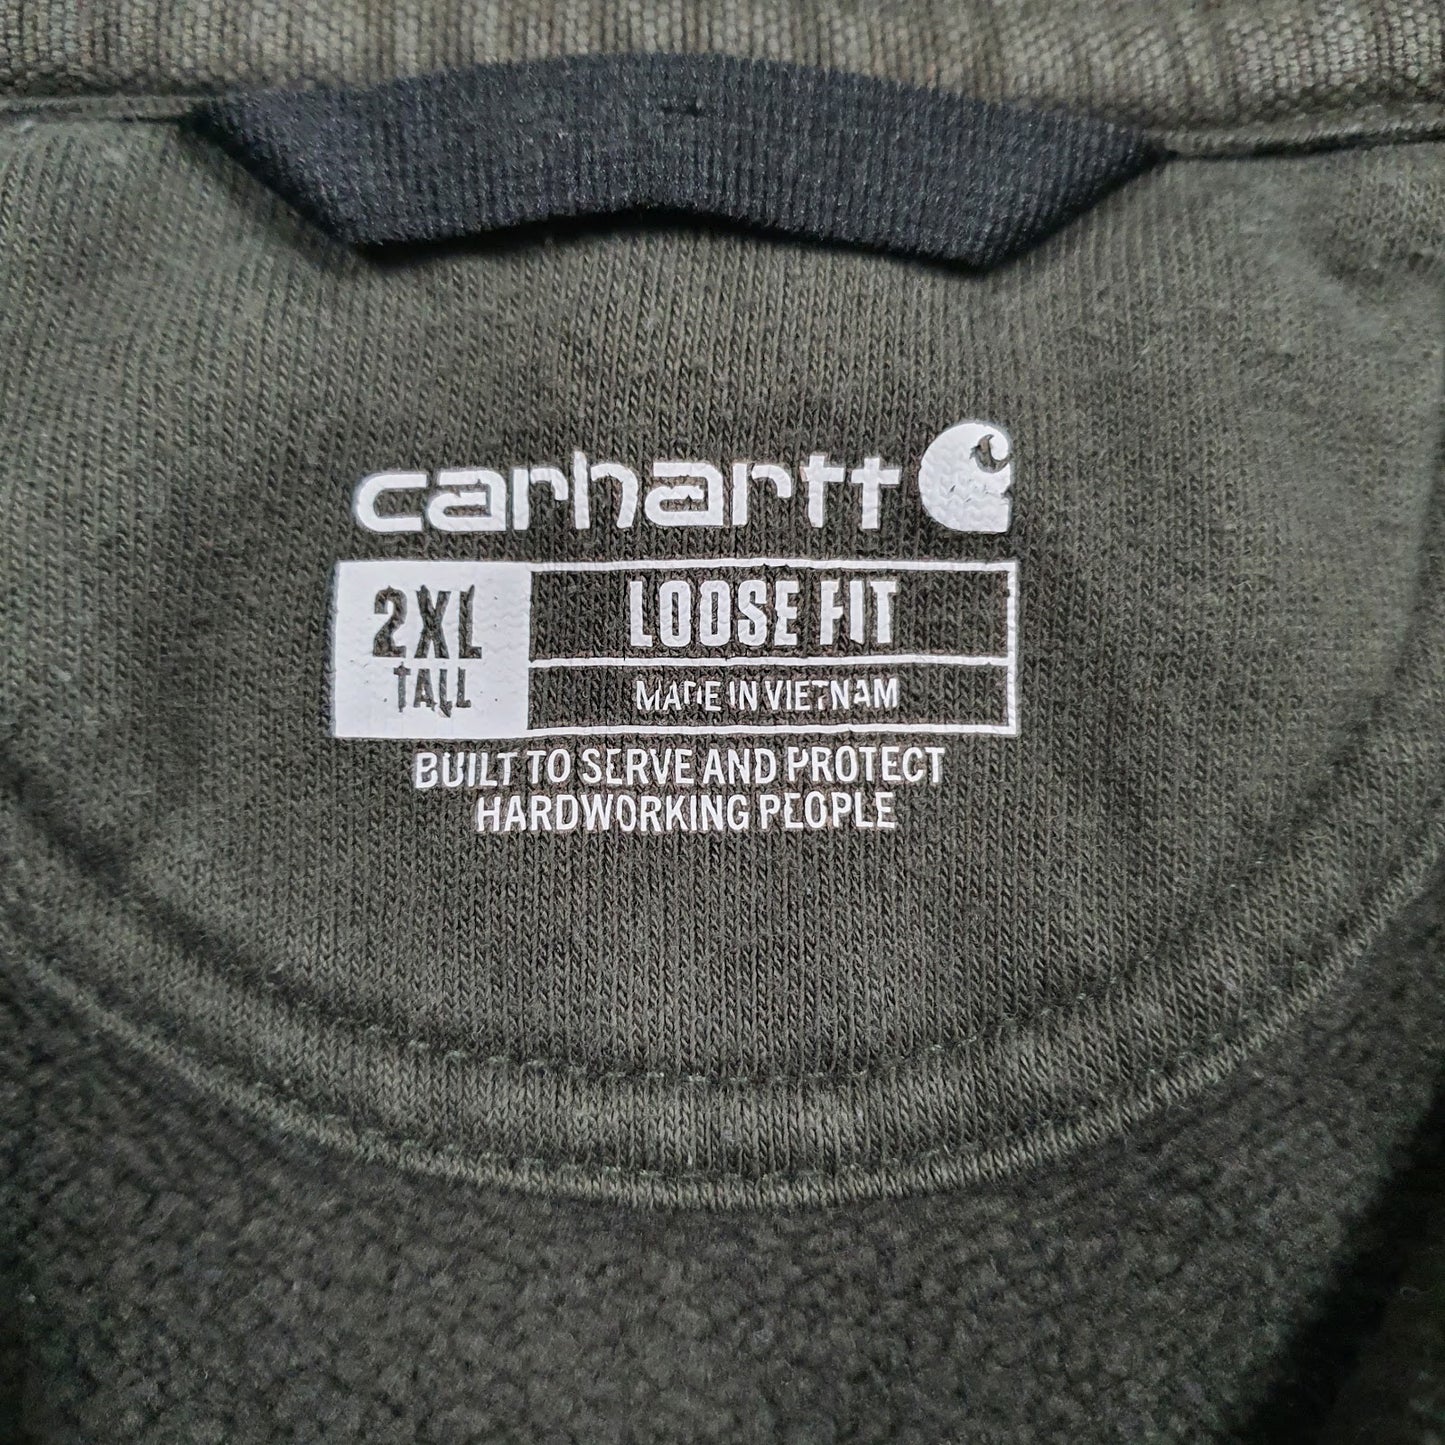 carhartt
2XL
TALL
LOOSE FIT
MADE IN VIETNAM
BUILT TO SERVE AND PROTECT
HARDWORKING PEOPLE